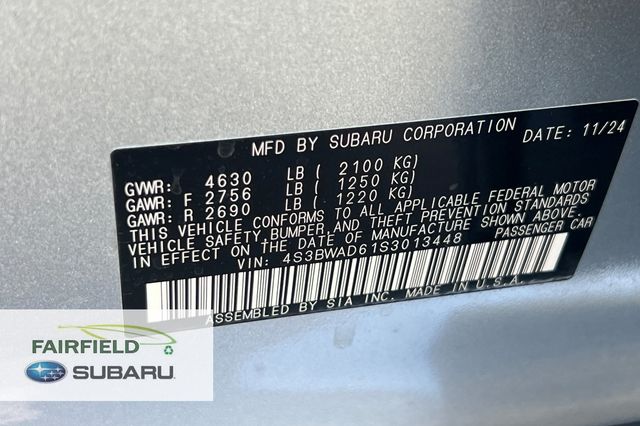 MFD BY SUBARU CORPORATION DATE: 11/24
GVWR: 4630 LB ( 2100 KG)
GAWR: F 2756 LB ( 1250 KG)
GAWR: R 2690 LB ( 1220 KG)
THIS VEHICLE CONFORMS TO ALL APPLICABLE FEDERAL MOTOR
VEHICLE SAFETY, BUMPER, AND THEFT PREVENTION STANDARDS
IN EFFECT ON THE DATE OF MANUFACTURE SHOWN ABOVE.
VIN: 4S3BWAD61S3013448 PASSENGER CAR
ASSEMBLED BY SIA INC. MADE IN U.S.A.
FAIRFIELD
SUBARU